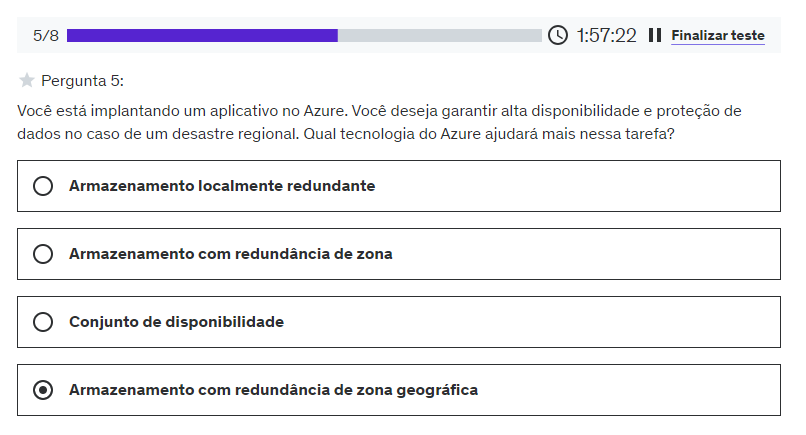 5/8 1:57:22 Finalizar teste
Pergunta 5:
Você está implantando um aplicativo no Azure. Você deseja garantir alta disponibilidade e proteção de
dados no caso de um desastre regional. Qual tecnologia do Azure ajudará mais nessa tarefa?
Armazenamento localmente redundante
Armazenamento com redundância de zona
Conjunto de disponibilidade
Armazenamento com redundância de zona geográfica